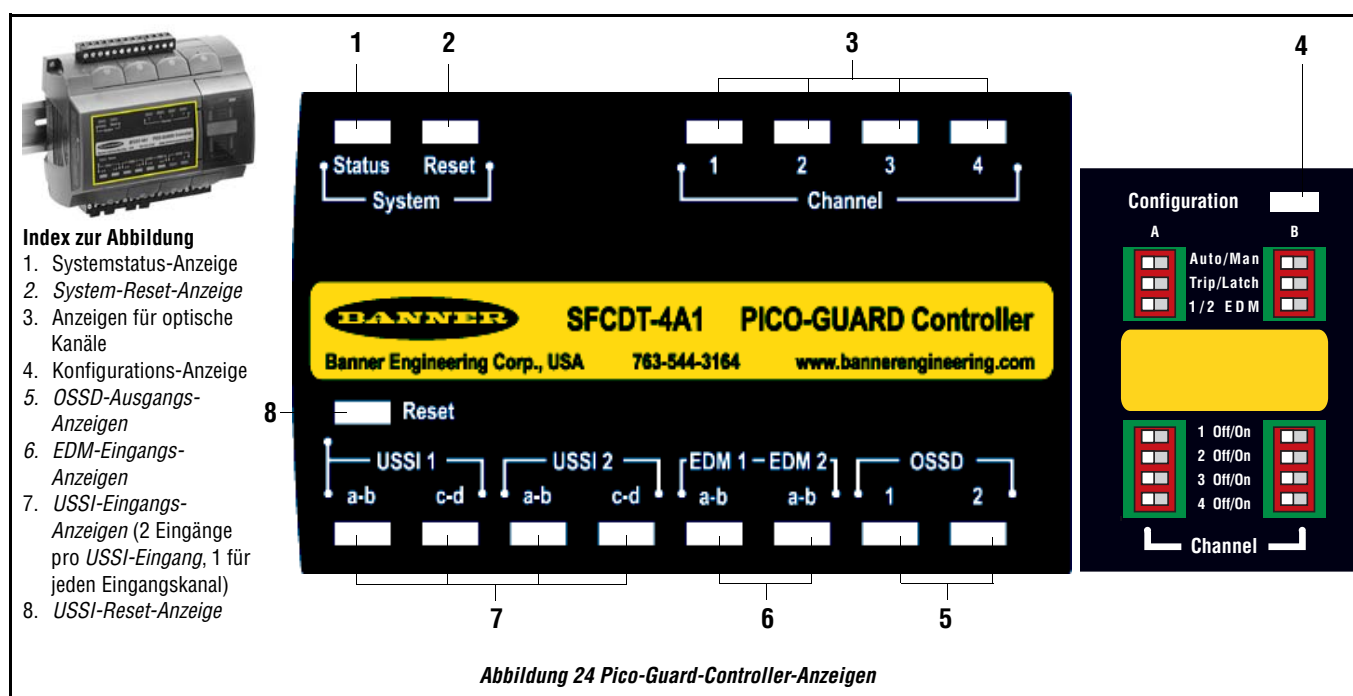 1 2 3 4
Status Reset
System
1 2 3 4
Channel
Configuration
A B
Auto/Man
Trip/Latch
1/2 EDM
Index zur Abbildung
1. Systemstatus-Anzeige
2. System-Reset-Anzeige
3. Anzeigen für optische
Kanäle
4. Konfigurations-Anzeige
5. OSSD-Ausgangs-
Anzeigen
6. EDM-Eingangs-
Anzeigen
7. USSI-Eingangs-
Anzeigen (2 Eingänge
pro USSI-Eingang, 1 für
jeden Eingangskanal)
8. USSI-Reset-Anzeige
BANNER SFCDT-4A1 PICO-GUARD Controller
Banner Engineering Corp., USA 763-544-3164 www.bannerengineering.com
8 Reset
USSI 1 USSI 2 EDM 1 EDM 2 OSSD
a-b c-d a-b c-d a-b a-b 1 2
1 Off/On
2 Off/On
3 Off/On
4 Off/On
Channel
7 6 5
Abbildung 24 Pico-Guard-Controller-Anzeigen